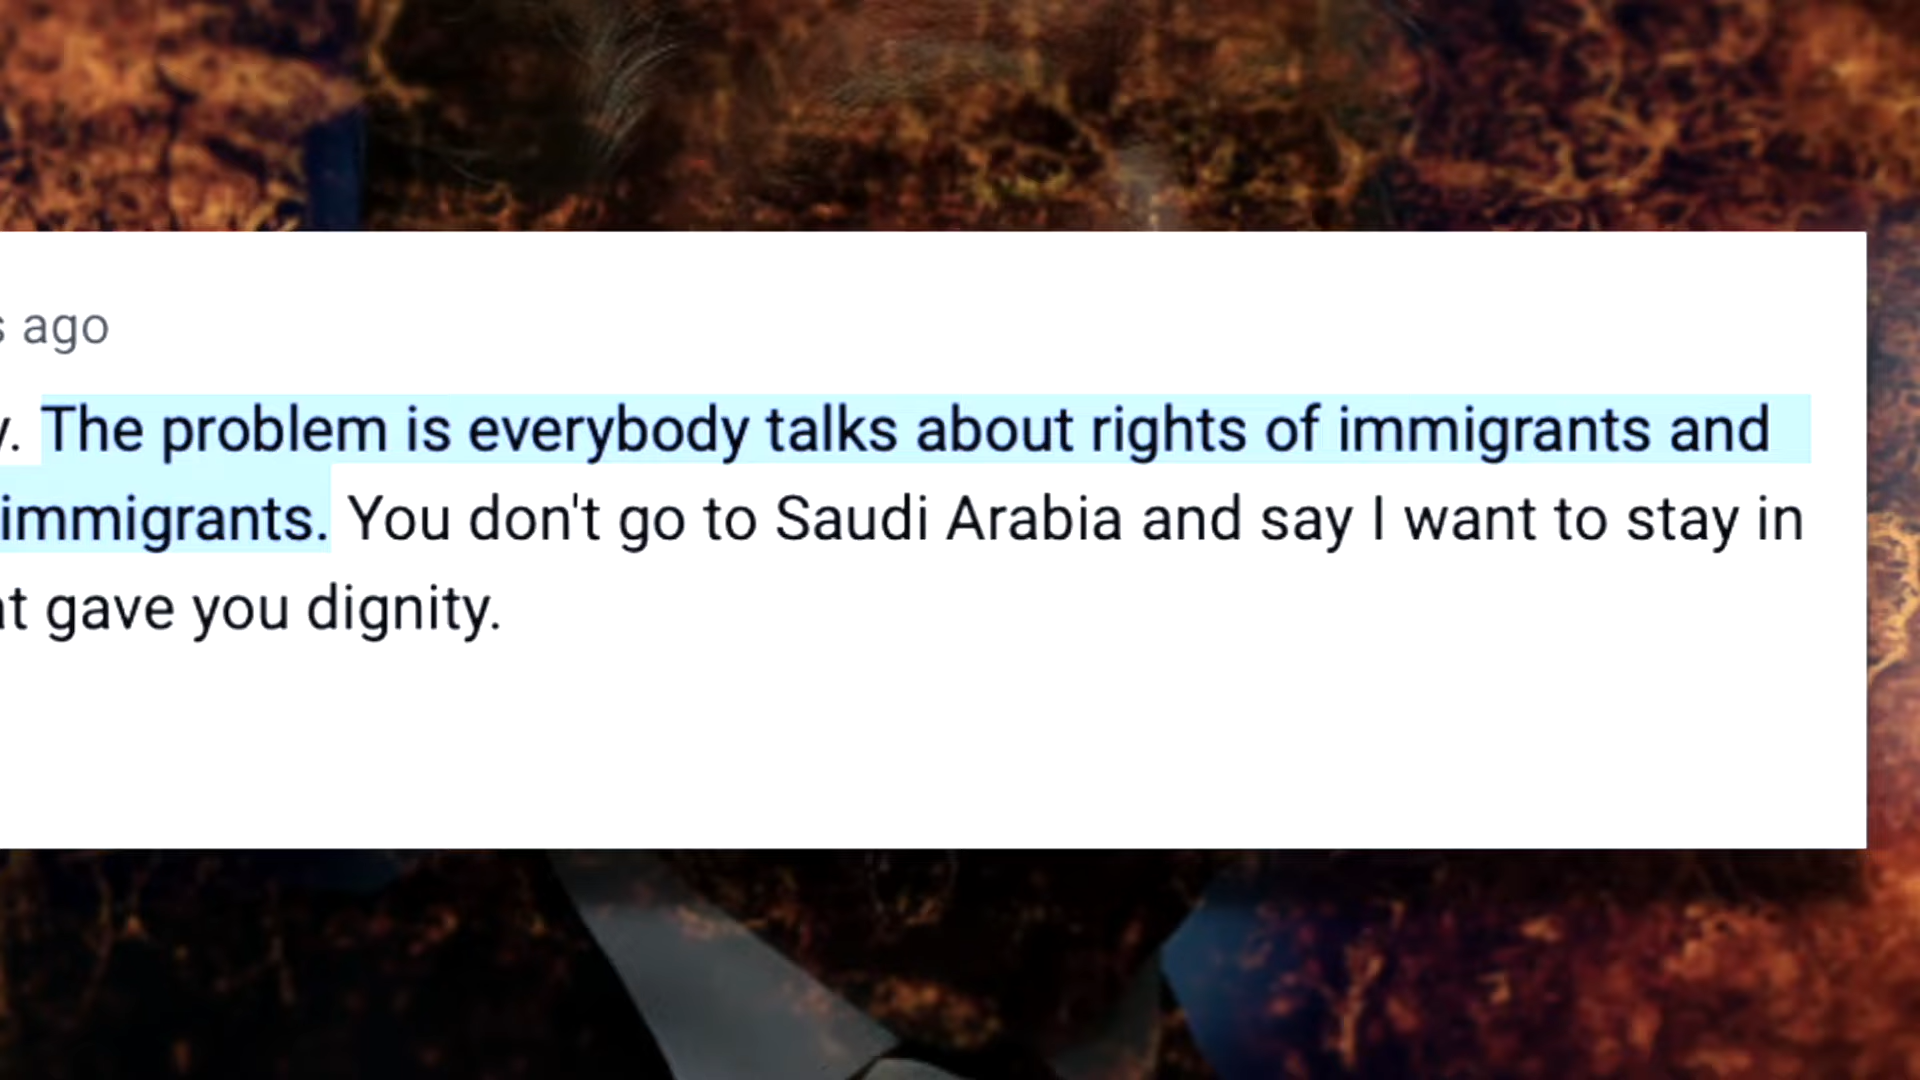 ago
The problem is everybody talks about rights of immigrants and
immigrants. You don't go to Saudi Arabia and say I want to stay in
gave you dignity.